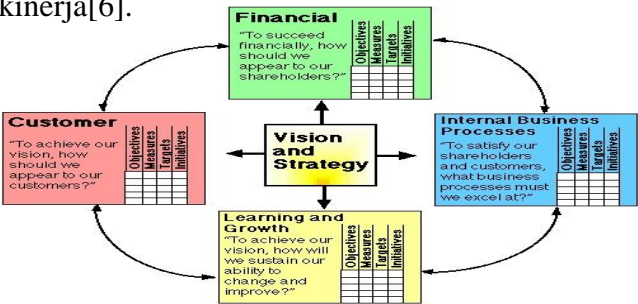 kinerja[6].
Financial
"To succeed
financially, how
should we
appear to our
shareholders?"
Objectives
Measures
Targets
Initiatives
Customer
"To achieve our
vision, how
should we
appear to our
customers?"
Objectives
Measures
Targets
Initiatives
Vision
and
Strategy
Internal Business
Processes
"To satisfy our
shareholders
and customers,
what business
processes must
we excel at?"
Objectives
Measures
Targets
Initiatives
Learning and
Growth
"To achieve our
vision, how will
we sustain our
ability to
change and
improve?"
Objectives
Measures
Targets
Initiatives